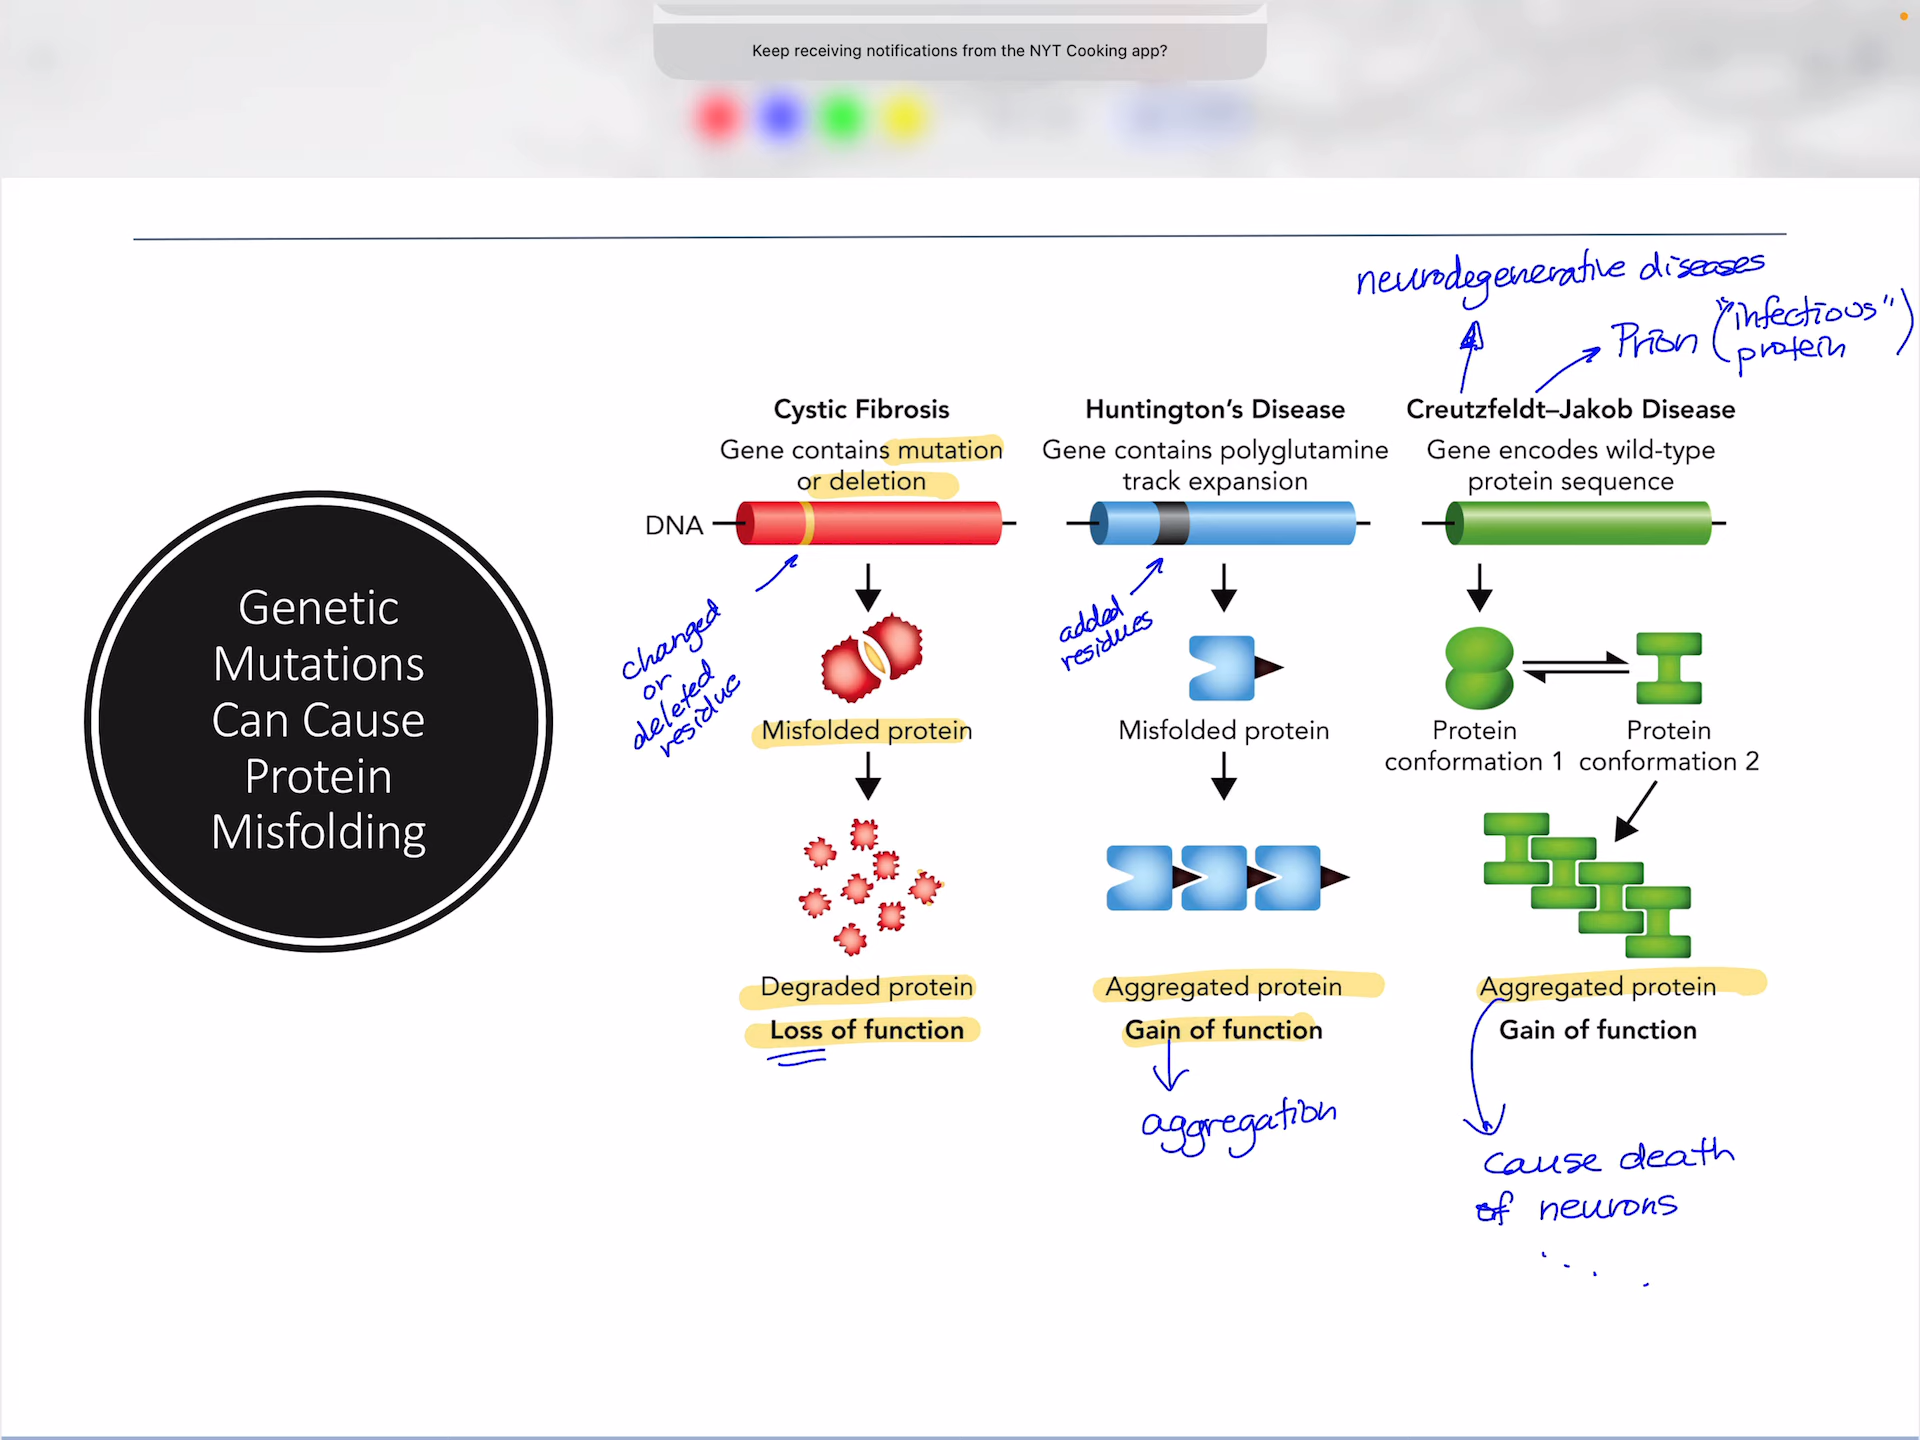 Keep receiving notifications from the NYT Cooking app?
neurodegenerative diseases
Prion ("infectious"
protein)
Genetic
Mutations
Can Cause
Protein
Misfolding
Cystic Fibrosis
Gene contains mutation
or deletion
DNA
changed
or
deleted
residue
Misfolded protein
Degraded protein
Loss of function
Huntington's Disease
Gene contains polyglutamine
track expansion
added
residues
Misfolded protein
Aggregated protein
Gain of function
aggregation
Creutzfeldt–Jakob Disease
Gene encodes wild-type
protein sequence
Protein
conformation 1
Protein
conformation 2
Aggregated protein
Gain of function
cause death
of neurons